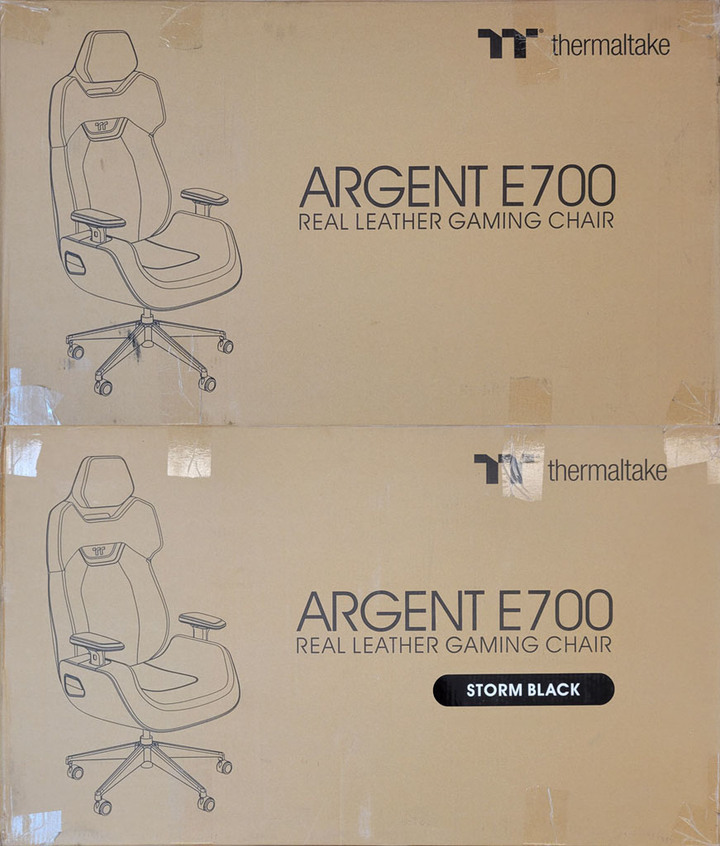 thermaltake
ARGENT E700
REAL LEATHER GAMING CHAIR
thermaltake
ARGENT E700
REAL LEATHER GAMING CHAIR
STORM BLACK